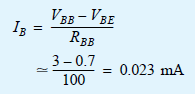 I_B = (V_BB − V_BE) / R_BB
≃ (3 − 0.7) / 100 = 0.023 mA